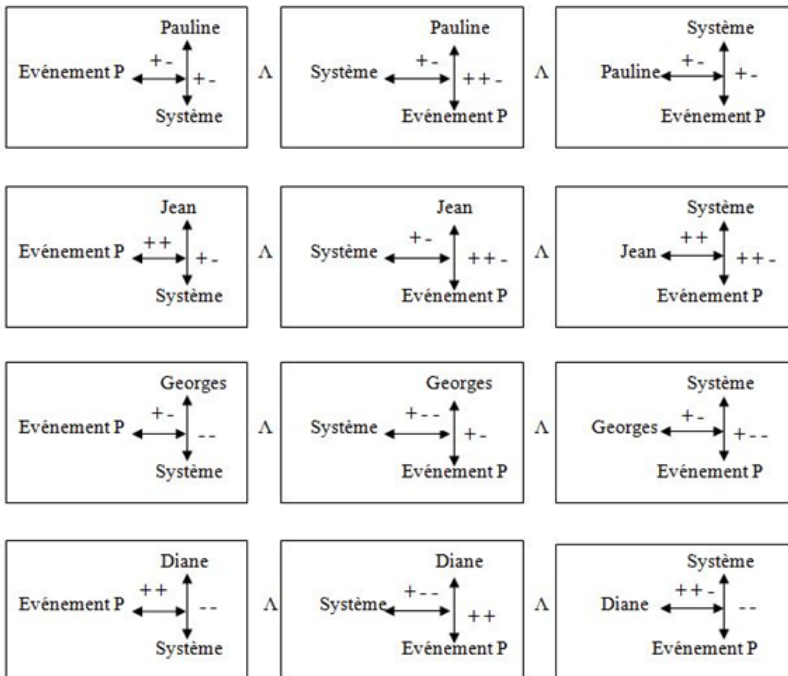 Pauline Pauline Système
Evénement P + - + - Λ Système + - + + - Λ Pauline + - + -
Système Evénement P Evénement P
Jean Jean Système
Evénement P + + + - Λ Système + - + + - Λ Jean + + + + -
Système Evénement P Evénement P
Georges Georges Système
Evénement P + - - - Λ Système + - - + - Λ Georges + - + - -
Système Evénement P Evénement P
Diane Diane Système
Evénement P + + - - Λ Système + - - + + Λ Diane + + - - -
Système Evénement P Evénement P